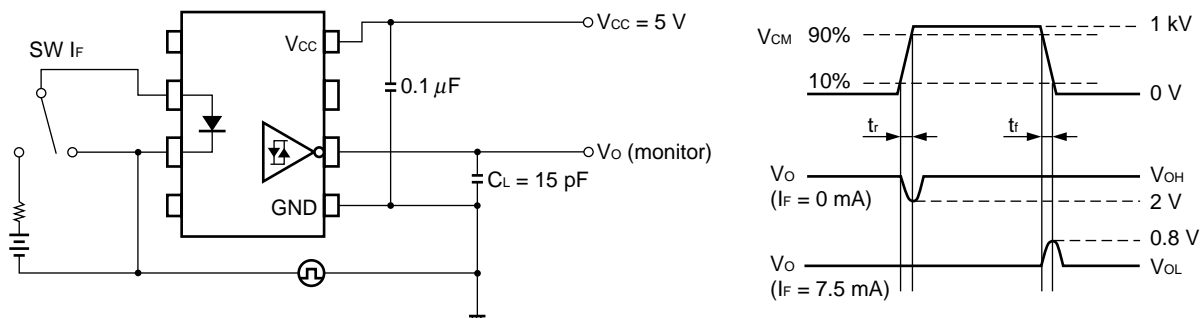 SW IF
VCC
VCC = 5 V
0.1 μF
VO (monitor)
CL = 15 pF
GND
VCM
90%
10%
1 kV
0 V
tr
tf
VO
(IF = 0 mA)
VOH
2 V
0.8 V
VO
(IF = 7.5 mA)
VOL